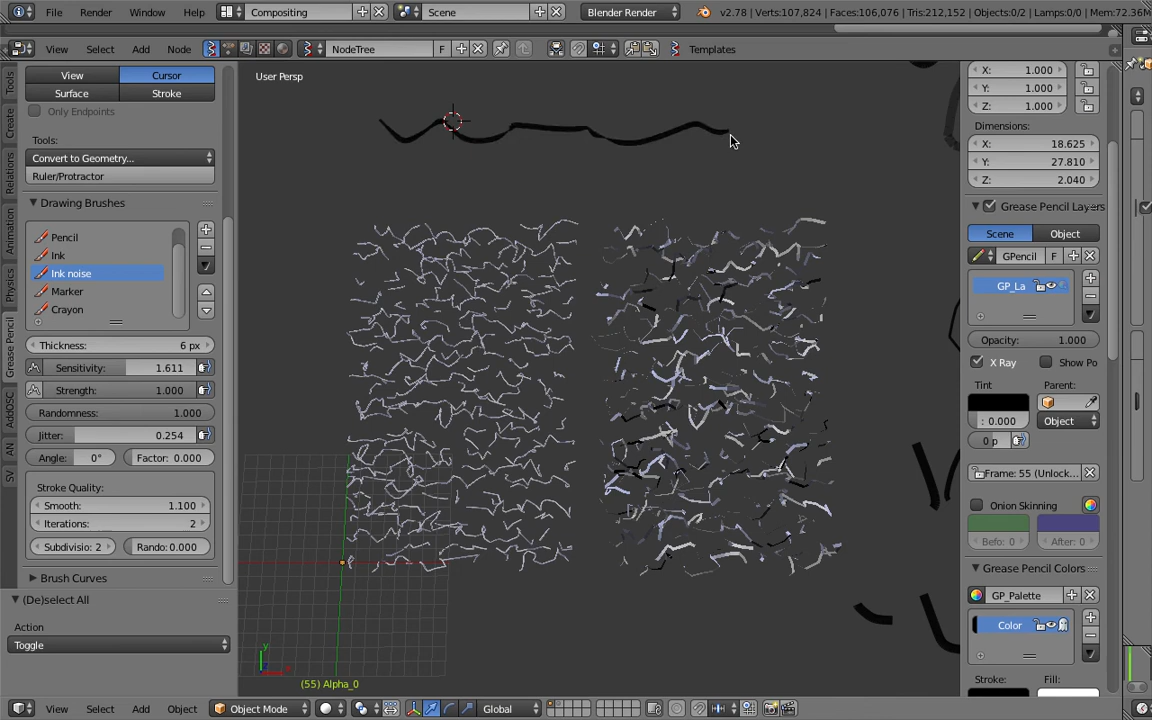 File Render Window Help Compositing Scene Blender Render v2.78 | Verts:107,824 | Faces:106,076 | Tris:212,152 | Objects:0/2 | Lamps:0/0 | Mem:72.36M
View Select Add Node NodeTree F Templates
Tools
Create
Relations
Animation
Physics
Grease Pencil
AddOSC
AN
SV
View Cursor
Surface Stroke
Only Endpoints
Tools:
Convert to Geometry...
Ruler/Protractor
Drawing Brushes
Pencil
Ink
Ink noise
Marker
Crayon
Thickness: 6 px
Sensitivity: 1.611
Strength: 1.000
Randomness: 1.000
Jitter: 0.254
Angle: 0° Factor: 0.000
Stroke Quality:
Smooth: 1.100
Iterations: 2
Subdivisio: 2 Rando:0.000
Brush Curves
(De)select All
Action
Toggle
User Persp
y
x
(55) Alpha_0
X: 1.000
Y: 1.000
Z: 1.000
Dimensions:
X: 18.625
Y: 27.810
Z: 2.040
Grease Pencil Layers
Scene Object
GPencil F
GP_La
Opacity: 1.000
X Ray Show Po
Tint Parent:
: 0.000 Object
0 p
Frame: 55 (Unlock...
Onion Skinning
Befo: 0 After: 0
Grease Pencil Colors
GP_Palette
Color
Stroke: Fill:
View Select Add Object Object Mode Global